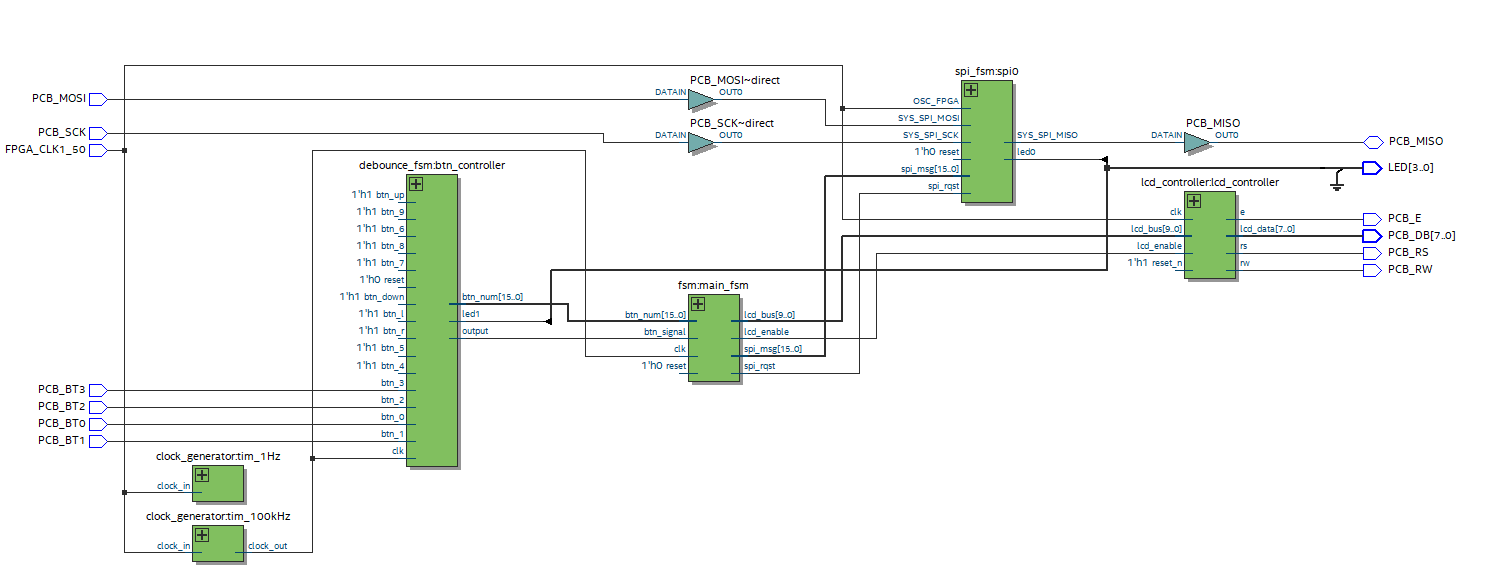 PCB_MOSI
PCB_SCK
FPGA_CLK1_50
PCB_BT3
PCB_BT2
PCB_BT0
PCB_BT1
clock_generator:tim_1Hz
clock_in
clock_generator:tim_100kHz
clock_in
clock_out
debounce_fsm:btn_controller
1'h1 btn_up
1'h1 btn_9
1'h1 btn_6
1'h1 btn_8
1'h1 btn_7
1'h0 reset
1'h1 btn_down
1'h1 btn_l
1'h1 btn_r
1'h1 btn_5
1'h1 btn_4
btn_3
btn_2
btn_0
btn_1
clk
btn_num[15..0]
led1
output
PCB_MOSI~direct
DATAIN
OUT0
PCB_SCK~direct
DATAIN
OUT0
fsm:main_fsm
btn_num[15..0]
btn_signal
clk
1'h0 reset
lcd_bus[9..0]
lcd_enable
spi_msg[15..0]
spi_rqst
spi_fsm:spi0
OSC_FPGA
SYS_SPI_MOSI
SYS_SPI_SCK
1'h0 reset
spi_msg[15..0]
spi_rqst
SYS_SPI_MISO
led0
PCB_MISO
DATAIN
OUT0
lcd_controller:lcd_controller
clk
lcd_bus[9..0]
lcd_enable
1'h1 reset_n
e
lcd_data[7..0]
rs
rw
PCB_MISO
LED[3..0]
PCB_E
PCB_DB[7..0]
PCB_RS
PCB_RW